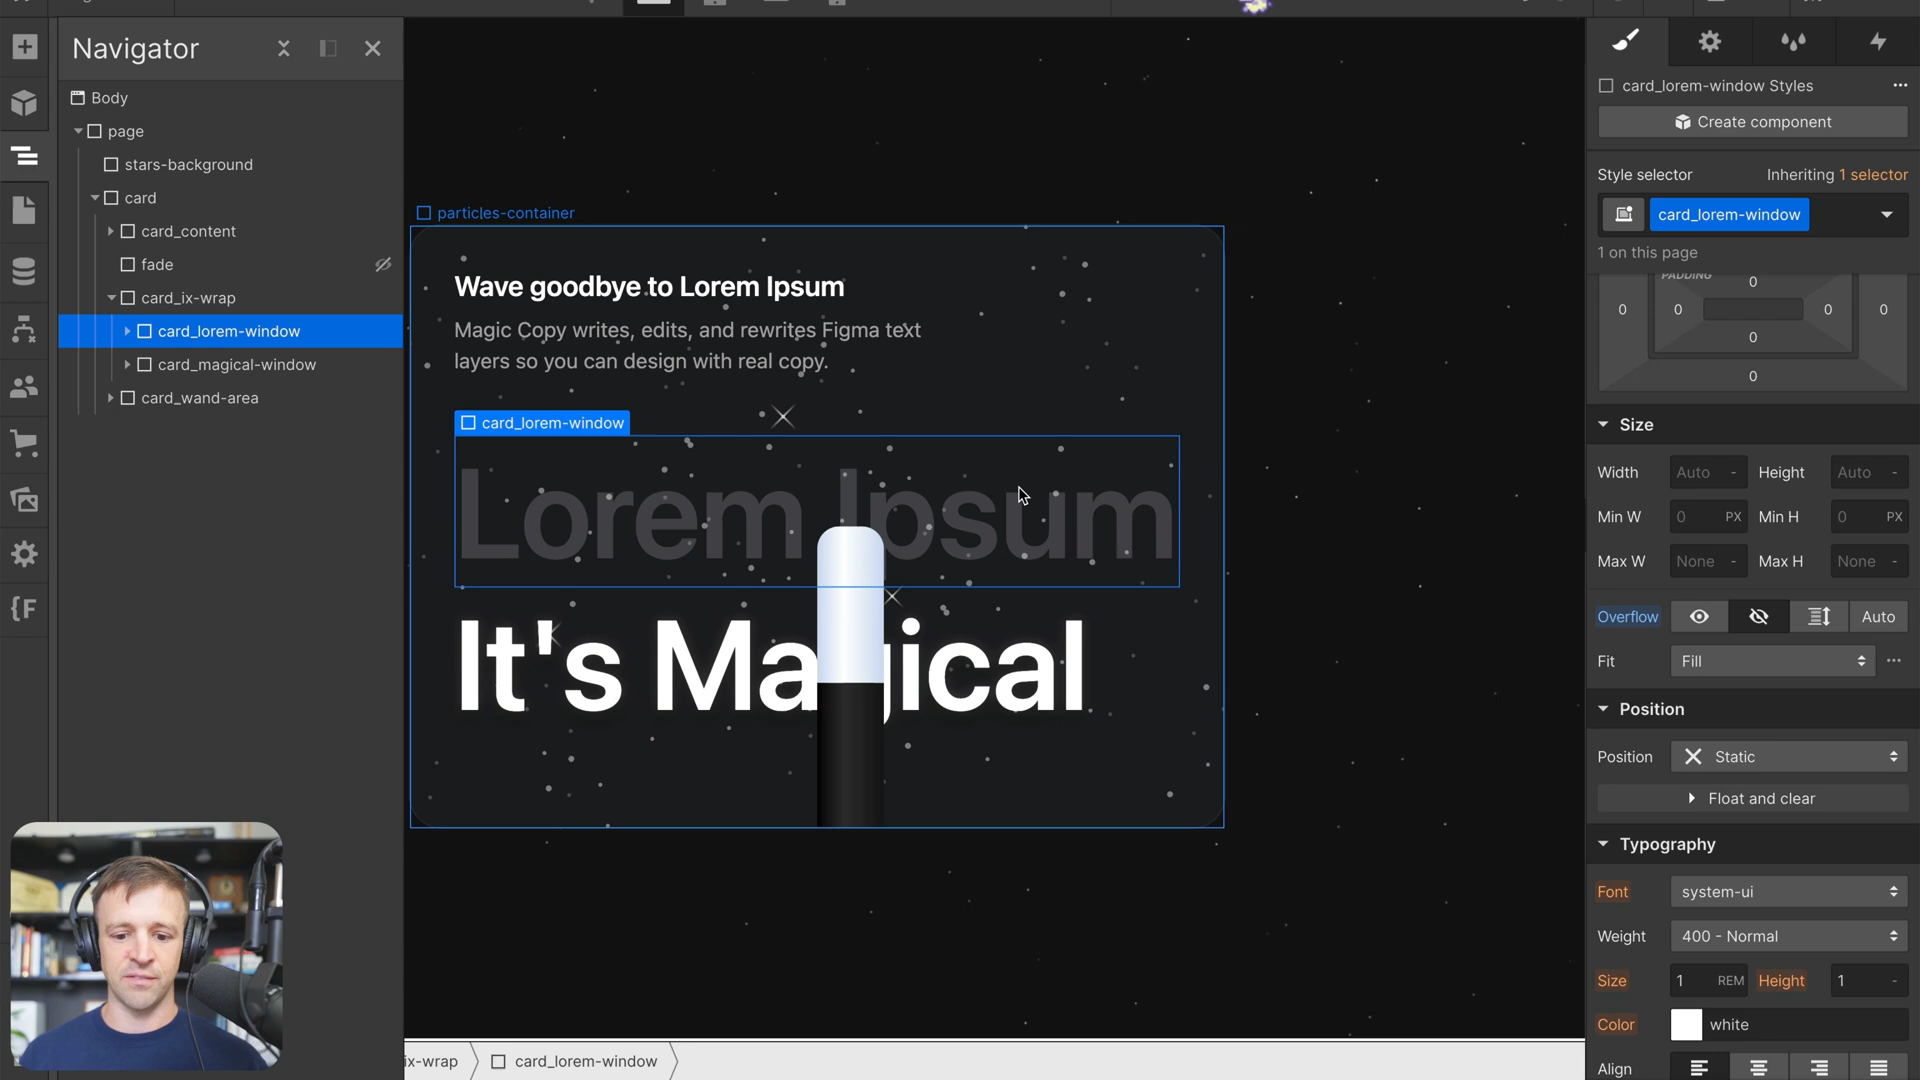 Navigator
Body
page
stars-background
card
card_content
fade
card_ix-wrap
card_lorem-window
card_magical-window
card_wand-area
particles-container
Wave goodbye to Lorem Ipsum
Magic Copy writes, edits, and rewrites Figma text
layers so you can design with real copy.
card_lorem-window
Lorem Ipsum
It's Magical
ix-wrap
card_lorem-window
card_lorem-window Styles
Create component
Style selector
Inheriting 1 selector
card_lorem-window
1 on this page
PADDING
0
0 0 0 0
0
0
Size
Width Auto - Height Auto -
Min W 0 PX Min H 0 PX
Max W None - Max H None -
Overflow Auto
Fit Fill
Position
Position Static
Float and clear
Typography
Font system-ui
Weight 400 - Normal
Size 1 REM Height 1 -
Color white
Align